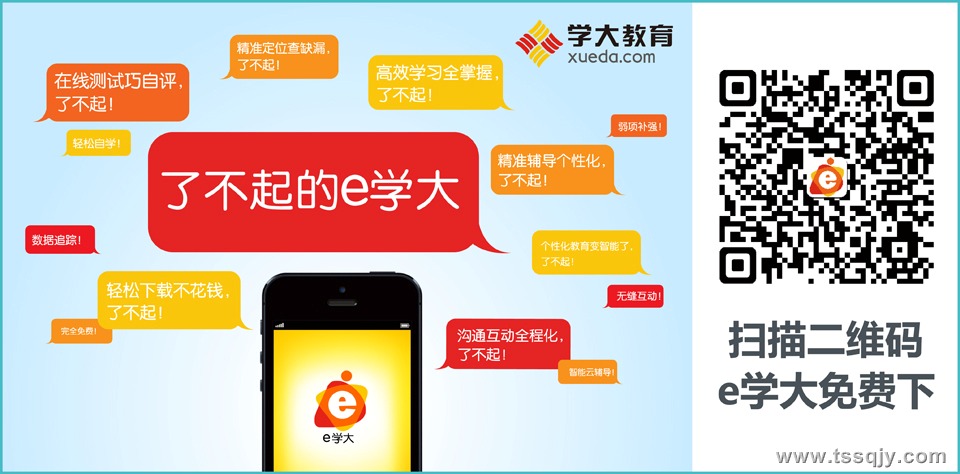 学大教育
xueda.com
精准定位查缺漏，
了不起！
在线测试巧自评，
了不起！
高效学习全掌握，
了不起！
轻松自学！
弱项补强！
精准辅导个性化，
了不起！
了不起的e学大
数据追踪！
个性化教育变智能了，
了不起！
轻松下载不花钱，
了不起！
无缝互动！
完全免费！
沟通互动全程化，
了不起！
智能云辅导！
e
e学大
e
扫描二维码
e学大免费下
www.tssqjy.com